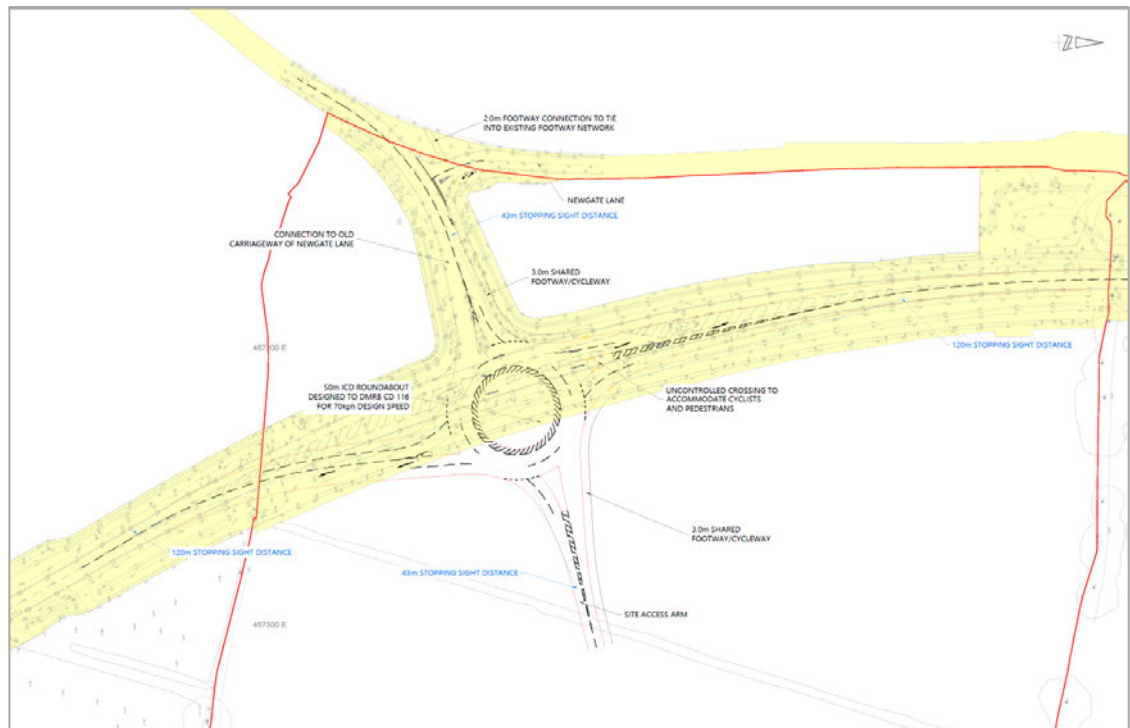 2.0m FOOTWAY CONNECTION TO TIE
INTO EXISTING FOOTWAY NETWORK
NEWGATE LANE
43m STOPPING SIGHT DISTANCE
CONNECTION TO OLD
CARRIAGEWAY OF NEWGATE LANE
3.0m SHARED
FOOTWAY/CYCLEWAY
120m STOPPING SIGHT DISTANCE
50m ICD ROUNDABOUT
DESIGNED TO DMRB CD 116
FOR 70kph DESIGN SPEED
UNCONTROLLED CROSSING TO
ACCOMMODATE CYCLISTS
AND PEDESTRIANS
3.0m SHARED
FOOTWAY/CYCLEWAY
120m STOPPING SIGHT DISTANCE
43m STOPPING SIGHT DISTANCE
SITE ACCESS ARM
457300 E